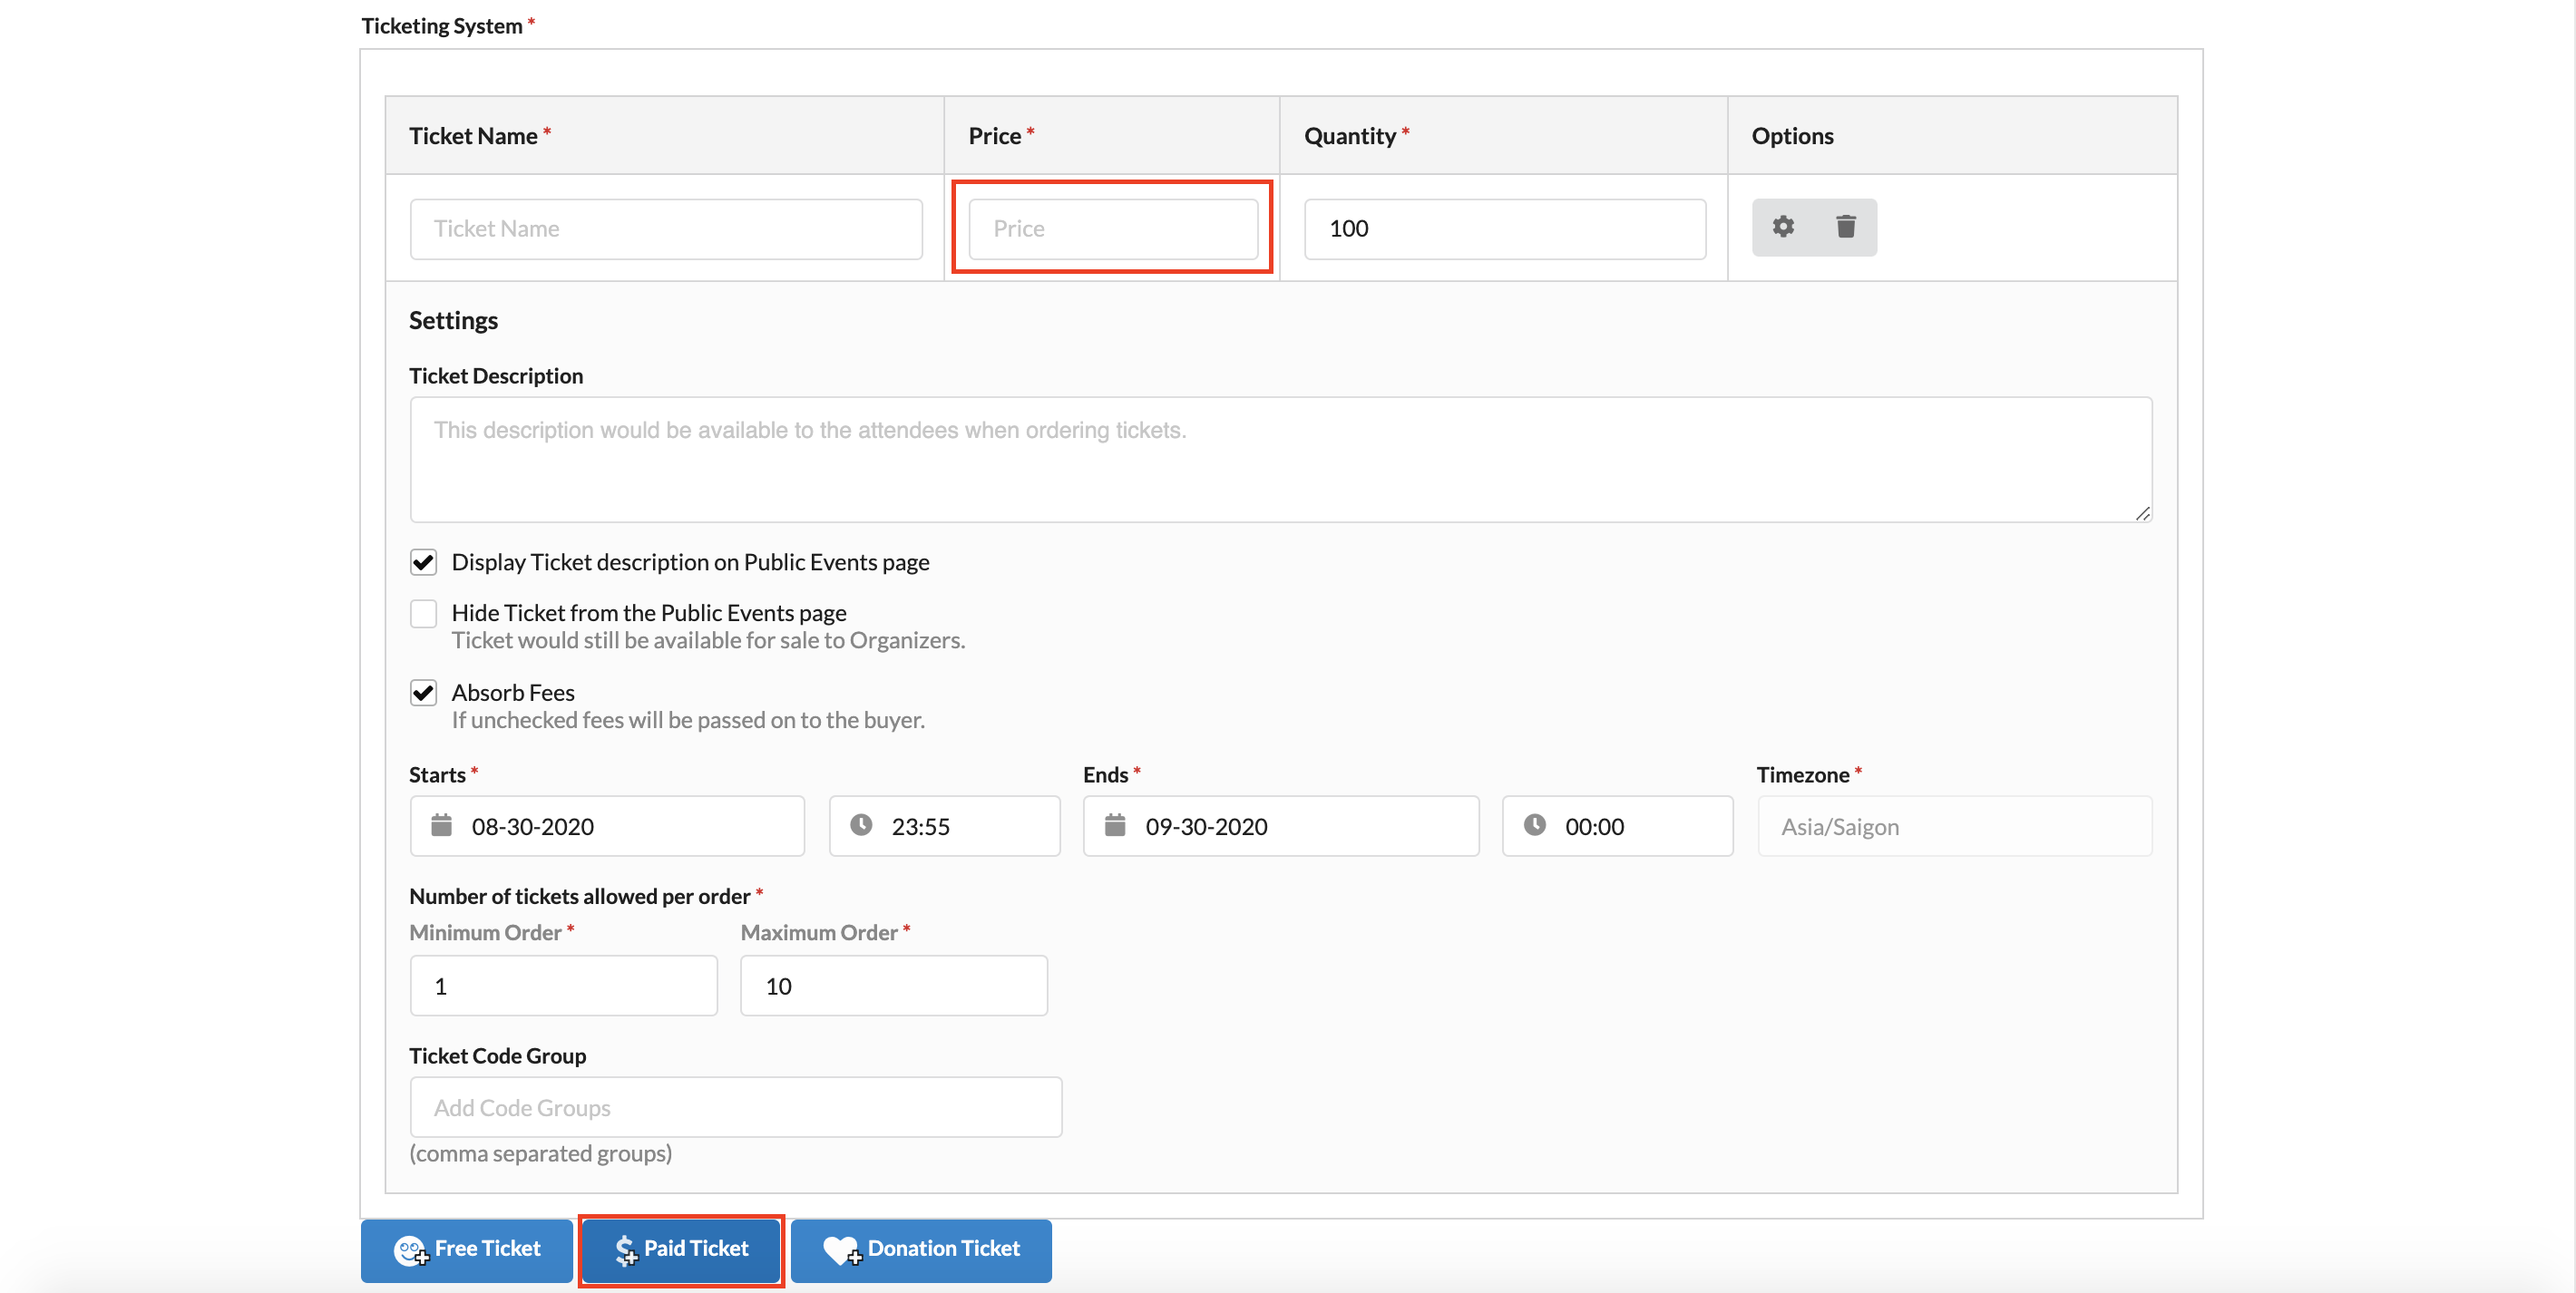 Ticketing System *
Ticket Name * Price * Quantity * Options
Ticket Name Price 100
Settings
Ticket Description
This description would be available to the attendees when ordering tickets.
Display Ticket description on Public Events page
Hide Ticket from the Public Events page
Ticket would still be available for sale to Organizers.
Absorb Fees
If unchecked fees will be passed on to the buyer.
Starts * Ends * Timezone *
08-30-2020 23:55 09-30-2020 00:00 Asia/Saigon
Number of tickets allowed per order *
Minimum Order * Maximum Order *
1 10
Ticket Code Group
Add Code Groups
(comma separated groups)
Free Ticket Paid Ticket Donation Ticket